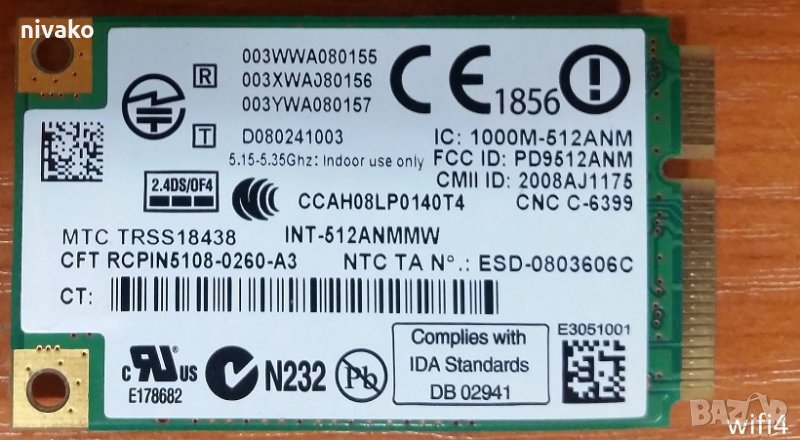 nivako
003WWA080155
R 003XWA080156
003YWA080157
CE 1856
T D080241003
IC: 1000M-512ANM
5.15-5.35Ghz: Indoor use only
FCC ID: PD9512ANM
CMII ID: 2008AJ1175
2.4DS/OF4
CCAH08LP0140T4
CNC C-6399
MTC TRSS18438
INT-512ANMMW
CFT RCPIN5108-0260-A3
NTC TA N°.: ESD-0803606C
CT:
Complies with
IDA Standards
DB 02941
E3051001
c RU us
E178682
N232
Pb
БАЗАР
wifi4